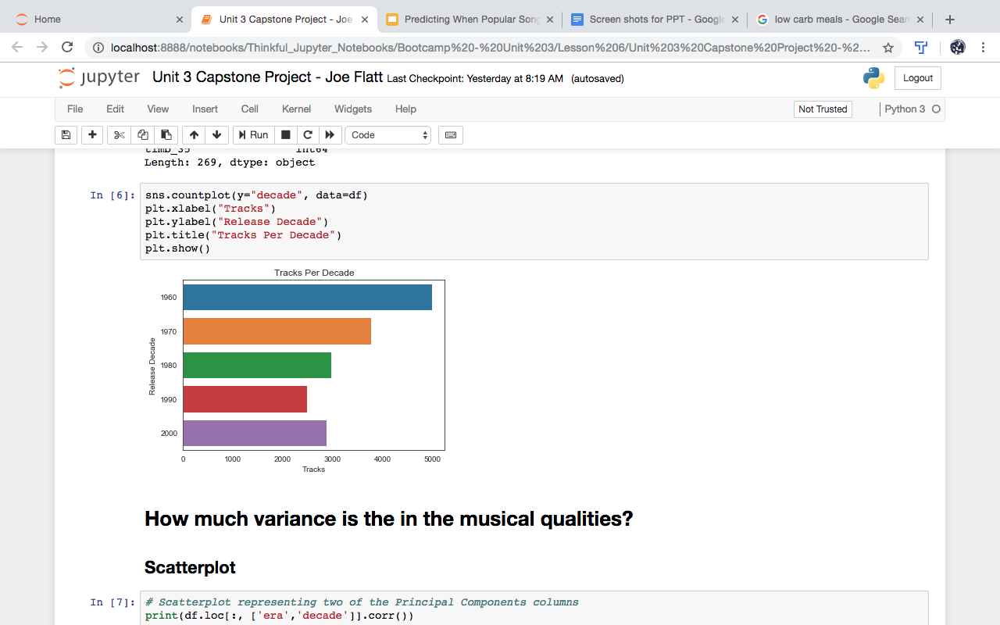 Home
Unit 3 Capstone Project - Joe
Predicting When Popular Song
Screen shots for PPT - Google
low carb meals - Google Sear
localhost:8888/notebooks/Thinkful_Jupyter_Notebooks/Bootcamp%20-%20Unit%203/Lesson%206/Unit%203%20Capstone%20Project%20-%2...
jupyter Unit 3 Capstone Project - Joe Flatt Last Checkpoint: Yesterday at 8:19 AM (autosaved)
Logout
File Edit View Insert Cell Kernel Widgets Help
Not Trusted
Python 3
Run
Code
timb_35 int64
Length: 269, dtype: object
In [6]:
sns.countplot(y="decade", data=df)
plt.xlabel("Tracks")
plt.ylabel("Release Decade")
plt.title("Tracks Per Decade")
plt.show()
Tracks Per Decade
Release Decade
1960
1970
1980
1990
2000
0 1000 2000 3000 4000 5000
Tracks
How much variance is the in the musical qualities?
Scatterplot
In [7]:
# Scatterplot representing two of the Principal Components columns
print(df.loc[:, ['era','decade']].corr())